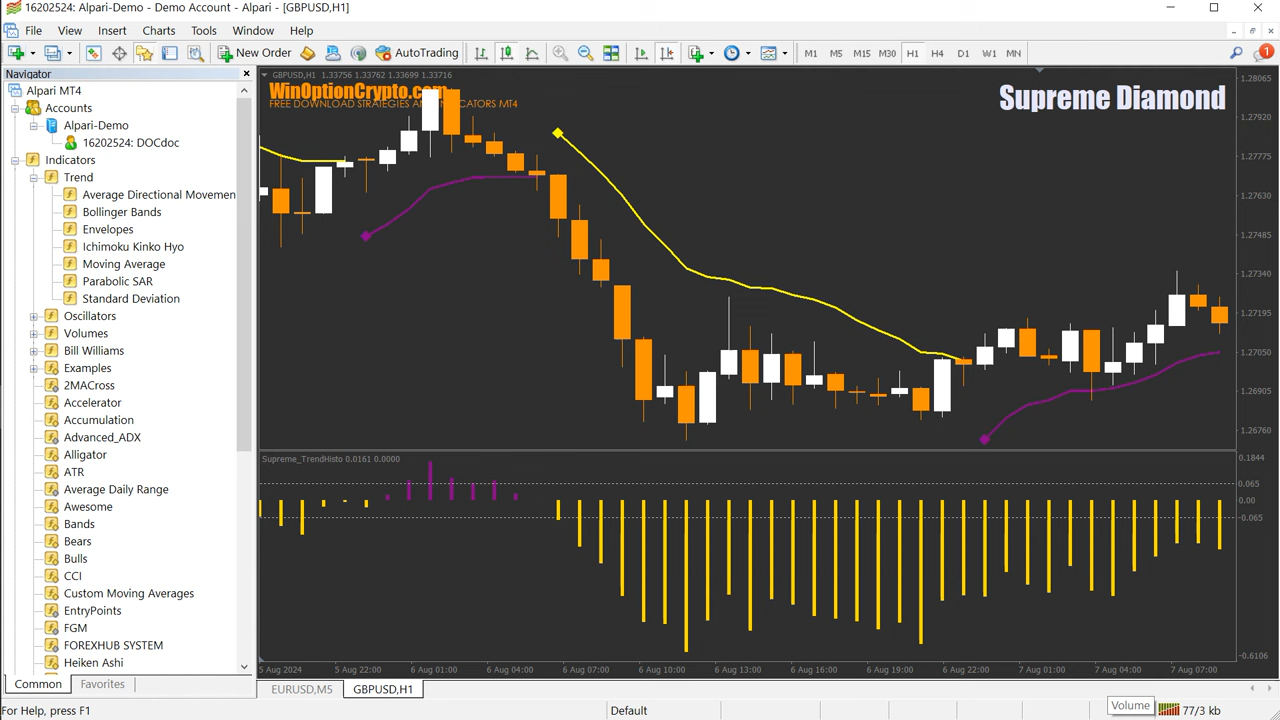 16202524: Alpari-Demo - Demo Account - Alpari - [GBPUSD,H1]
File View Insert Charts Tools Window Help
New Order AutoTrading M1 M5 M15 M30 H1 H4 D1 W1 MN 1
Navigator
Alpari MT4
Accounts
Alpari-Demo
16202524: DOCdoc
Indicators
Trend
Average Directional Movemen
Bollinger Bands
Envelopes
Ichimoku Kinko Hyo
Moving Average
Parabolic SAR
Standard Deviation
Oscillators
Volumes
Bill Williams
Examples
2MACross
Accelerator
Accumulation
Advanced_ADX
Alligator
ATR
Average Daily Range
Awesome
Bands
Bears
Bulls
CCI
Custom Moving Averages
EntryPoints
FGM
FOREXHUB SYSTEM
Heiken Ashi
Common Favorites
GBPUSD,H1 1.33756 1.33762 1.33699 1.33716
WinOptionCrypto.com
FREE DOWNLOAD STRATEGIES AND INDICATORS MT4
Supreme Diamond
1.28065
1.27920
1.27775
1.27630
1.27485
1.27340
1.27195
1.27050
1.26905
1.26760
Supreme_TrendHisto 0.0161 0.0000
0.1844
0.065
0.00
-0.065
-0.6106
5 Aug 2024 5 Aug 22:00 6 Aug 01:00 6 Aug 04:00 6 Aug 07:00 6 Aug 10:00 6 Aug 13:00 6 Aug 16:00 6 Aug 19:00 6 Aug 22:00 7 Aug 01:00 7 Aug 04:00 7 Aug 07:00
EURUSD,M5 GBPUSD,H1
Volume
For Help, press F1 Default 77/3 kb